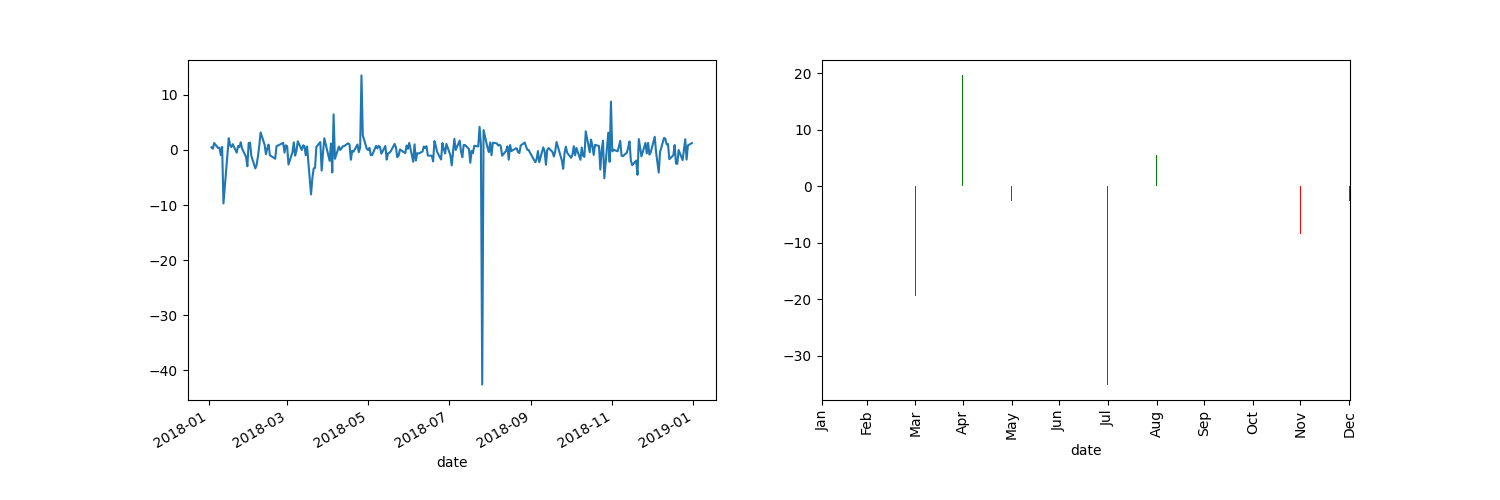 10
0
−10
−20
−30
−40
2018-01
2018-03
2018-05
2018-07
2018-09
2018-11
2019-01
date
20
10
0
−10
−20
−30
Jan
Feb
Mar
Apr
May
Jun
Jul
Aug
Sep
Oct
Nov
Dec
date